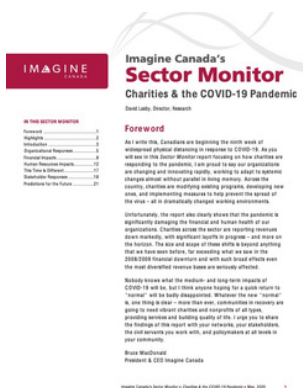 IMAGINE
CANADA
Imagine Canada's
Sector Monitor
Charities & the COVID-19 Pandemic
David Lasby, Director, Research
IN THIS SECTOR MONITOR
Foreword 1
Highlights 2
Introduction 3
Organizational Responses 5
Financial Impacts 8
Human Resources Impacts 12
This Time Is Different 17
Stakeholder Responses 19
Predictions for the Future 21
Foreword
As I write this, Canadians are beginning the ninth week of
widespread physical distancing in response to COVID-19. As you
will see in this Sector Monitor report focusing on how charities are
responding to the pandemic, I am proud to say our organizations
are changing and innovating rapidly, working to adapt to systemic
changes almost without parallel in living memory. Across the
country, charities are modifying existing programs, developing new
ones, and implementing measures to help prevent the spread of
the virus – all in dramatically changed working environments.
Unfortunately, the report also clearly shows that the pandemic is
significantly damaging the financial and human health of our
organizations. Charities across the sector are reporting revenues
down markedly, with significant layoffs in progress – and more on
the horizon. The size and scope of these shifts is beyond anything
that we have seen before, far exceeding what we saw in the
2008/2009 financial downturn and with such broad effects even
the most diversified revenue bases are seriously affected.
Nobody knows what the medium- and long-term impacts of
COVID-19 will be, but I think anyone hoping for a quick return to
"normal" will be badly disappointed. Whatever the new "normal"
is, one thing is clear – more than ever, communities in recovery are
going to need vibrant charities and nonprofits of all types,
providing services and building quality of life. I urge you to share
the findings of this report with your networks, your stakeholders,
the civil servants you work with, and policymakers at all levels in
your community.
Bruce MacDonald
President & CEO Imagine Canada
Imagine Canada's Sector Monitor: Charities & the COVID-19 Pandemic • May, 2020